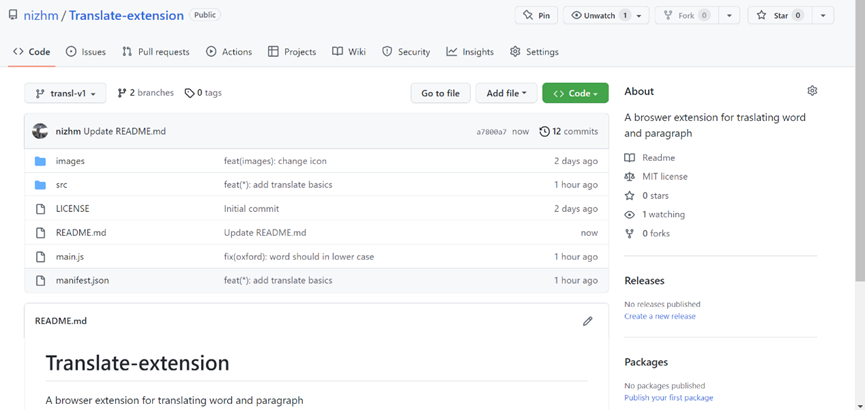 nizhm / Translate-extension Public
Pin Unwatch 1 Fork 0 Star 0
Code Issues Pull requests Actions Projects Wiki Security Insights Settings
transl-v1 2 branches 0 tags Go to file Add file Code
nizhm Update README.md a7800a7 now 12 commits
images feat(images): change icon 2 days ago
src feat(*): add translate basics 1 hour ago
LICENSE Initial commit 2 days ago
README.md Update README.md now
main.js fix(oxford): word should in lower case 1 hour ago
manifest.json feat(*): add translate basics 1 hour ago
README.md
Translate-extension
A browser extension for translating word and paragraph
About
A broswer extension for traslating word
and paragraph
Readme
MIT license
0 stars
1 watching
0 forks
Releases
No releases published
Create a new release
Packages
No packages published
Publish your first package